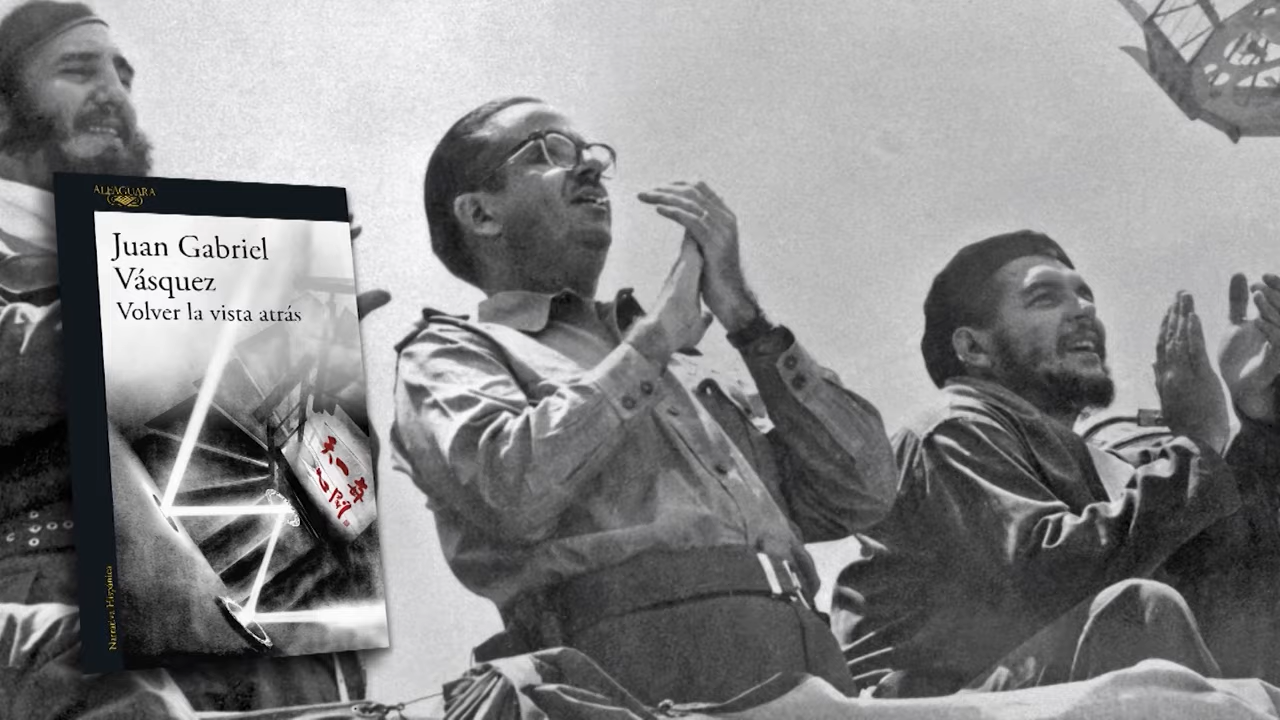 ALFAGUARA
Juan Gabriel
Vásquez
Volver la vista atrás
Narrativa Hispánica